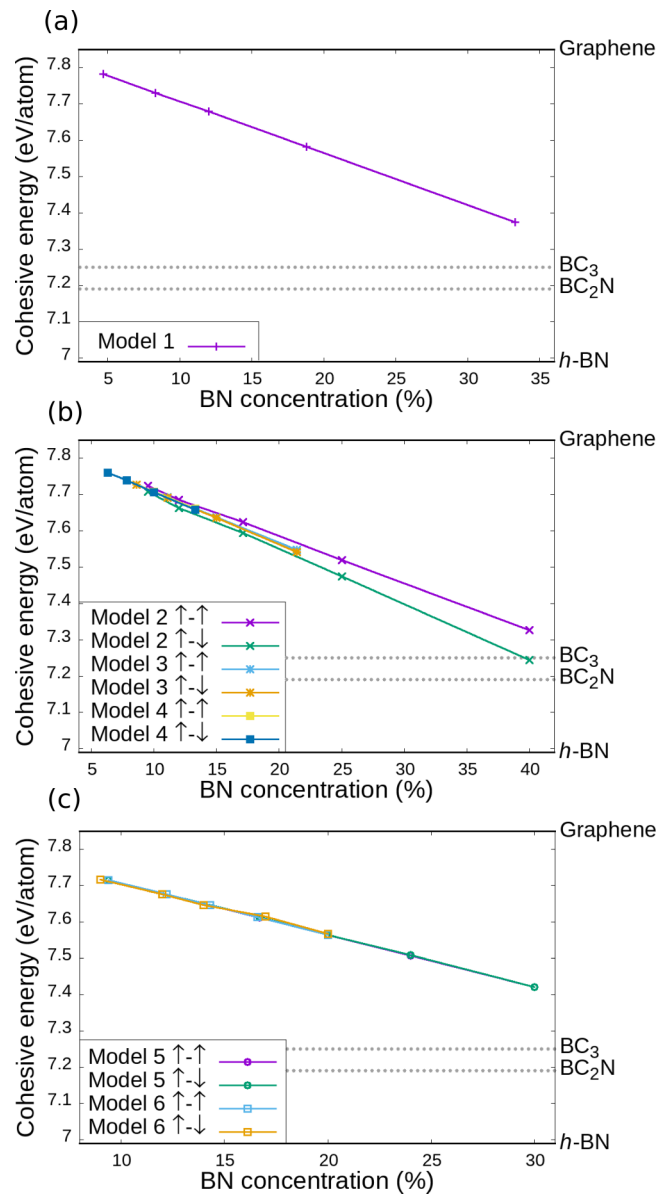 (a)
Graphene
7.8
7.7
7.6
7.5
7.4
7.3
7.2
7.1
7
Cohesive energy (eV/atom)
BC3
BC2N
h-BN
Model 1
5 10 15 20 25 30 35
BN concentration (%)
(b)
Graphene
7.8
7.7
7.6
7.5
7.4
7.3
7.2
7.1
7
Cohesive energy (eV/atom)
BC3
BC2N
h-BN
Model 2 ↑-↑
Model 2 ↑-↓
Model 3 ↑-↑
Model 3 ↑-↓
Model 4 ↑-↑
Model 4 ↑-↓
5 10 15 20 25 30 35 40
BN concentration (%)
(c)
Graphene
7.8
7.7
7.6
7.5
7.4
7.3
7.2
7.1
7
Cohesive energy (eV/atom)
BC3
BC2N
h-BN
Model 5 ↑-↑
Model 5 ↑-↓
Model 6 ↑-↑
Model 6 ↑-↓
10 15 20 25 30
BN concentration (%)